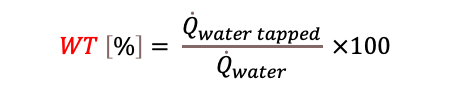 WT [%] = Q̇water tapped / Q̇water ×100